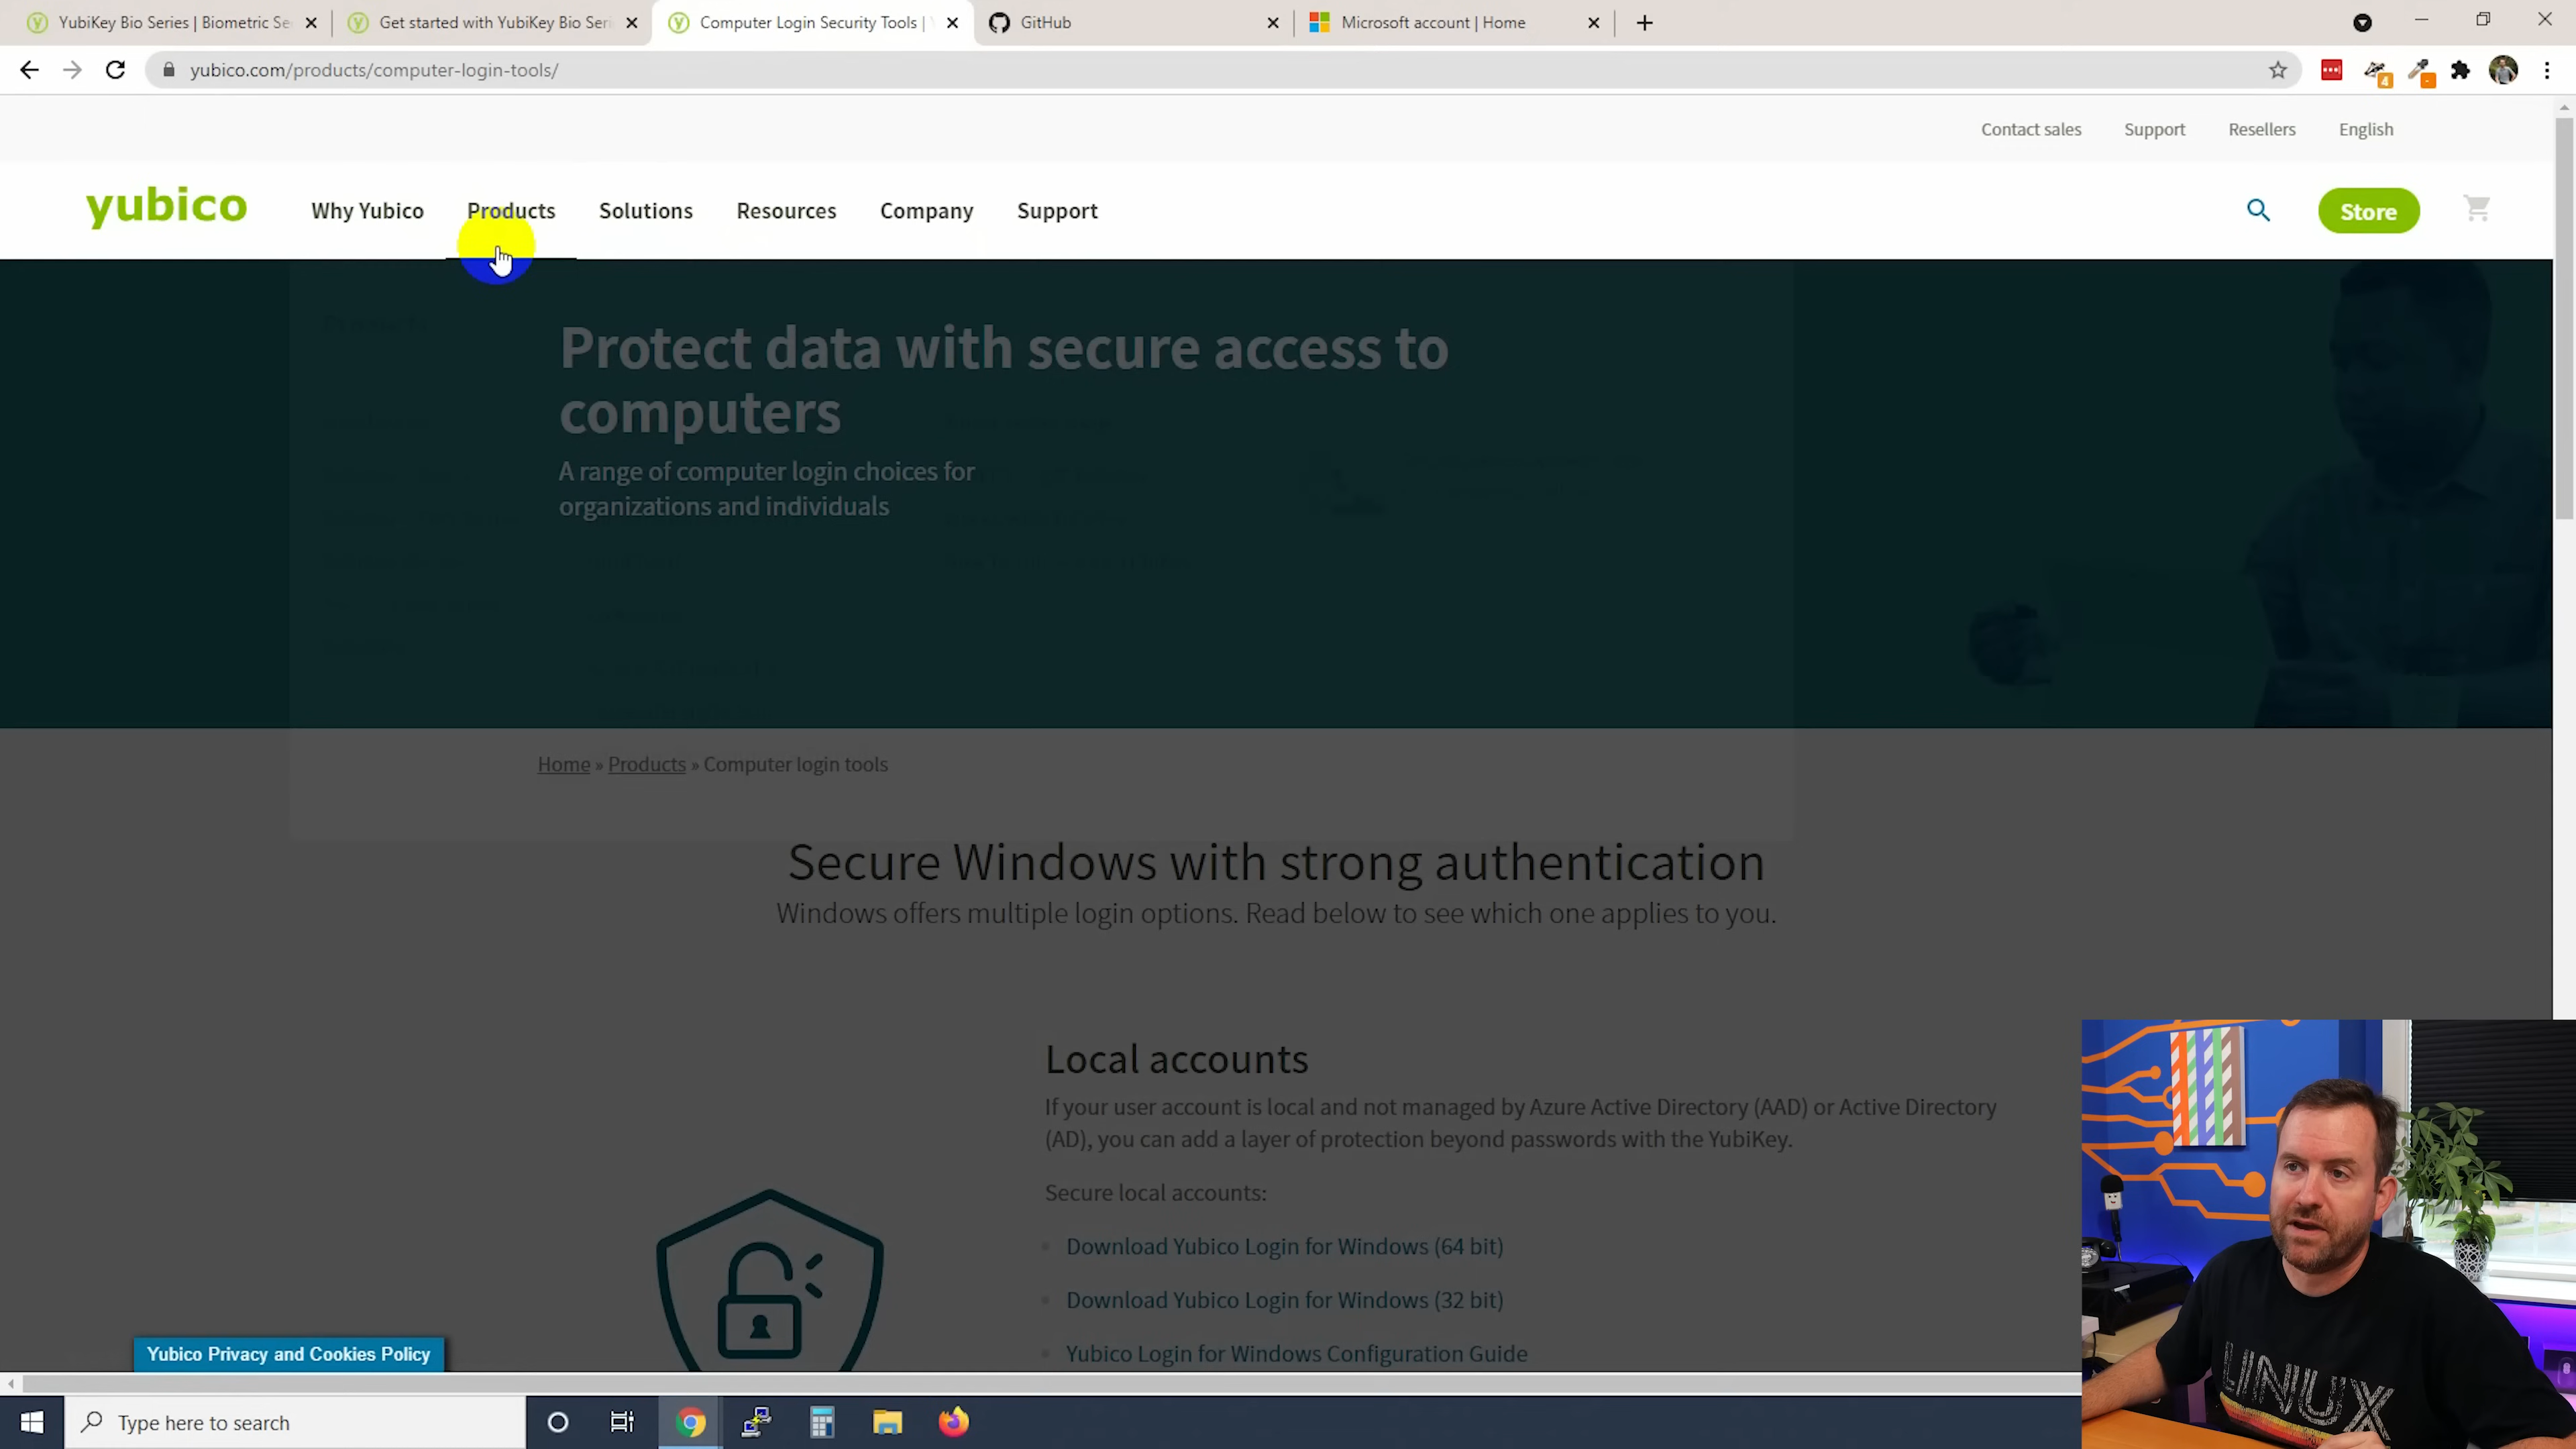 YubiKey Bio Series | Biometric Sec
Get started with YubiKey Bio Seri
Computer Login Security Tools |
GitHub
Microsoft account | Home
yubico.com/products/computer-login-tools/
4
Contact sales
Support
Resellers
English
yubico
Why Yubico
Products
Solutions
Resources
Company
Support
Store
Protect data with secure access to
computers
A range of computer login choices for
organizations and individuals
Home » Products » Computer login tools
Secure Windows with strong authentication
Windows offers multiple login options. Read below to see which one applies to you.
Local accounts
If your user account is local and not managed by Azure Active Directory (AAD) or Active Directory
(AD), you can add a layer of protection beyond passwords with the YubiKey.
Secure local accounts:
Download Yubico Login for Windows (64 bit)
Download Yubico Login for Windows (32 bit)
Yubico Login for Windows Configuration Guide
Yubico Privacy and Cookies Policy
LINUX
Type here to search